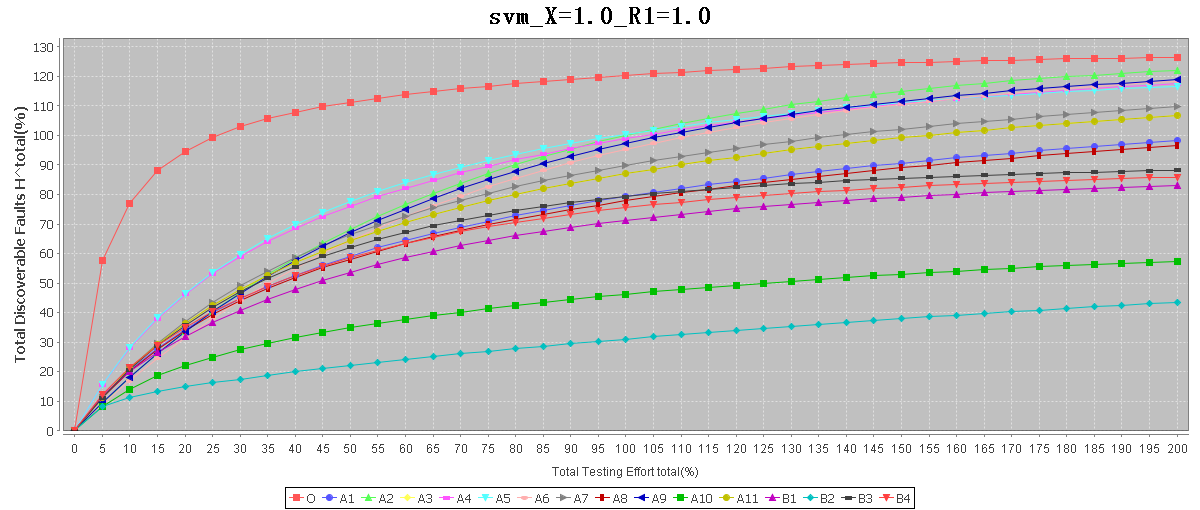 svm_X=1.0_R1=1.0
Total Discoverable Faults H^total(%)
130
120
110
100
90
80
70
60
50
40
30
20
10
0
0 5 10 15 20 25 30 35 40 45 50 55 60 65 70 75 80 85 90 95 100 105 110 115 120 125 130 135 140 145 150 155 160 165 170 175 180 185 190 195 200
Total Testing Effort total(%)
O A1 A2 A3 A4 A5 A6 A7 A8 A9 A10 A11 B1 B2 B3 B4